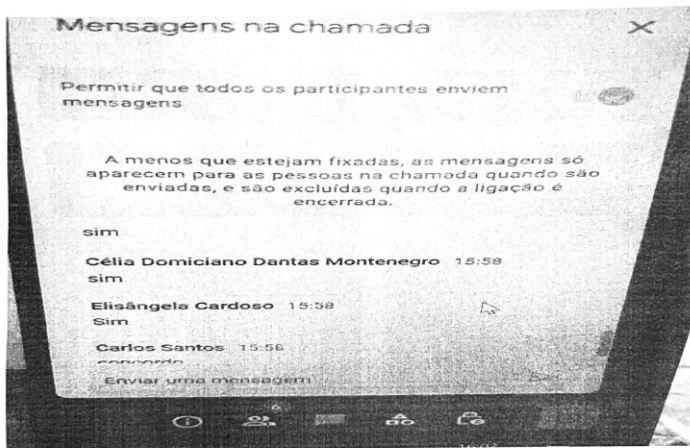 Mensagens na chamada
Permitir que todos os participantes enviem
mensagens
A menos que estejam fixadas, as mensagens só
aparecem para as pessoas na chamada quando são
enviadas, e são excluídas quando a ligação é
encerrada.
sim
Célia Domiciano Dantas Montenegro 15:58
sim
Elisângela Cardoso 15:58
Sim
Carlos Santos 15:58
concordo
Enviar uma mensagem
6